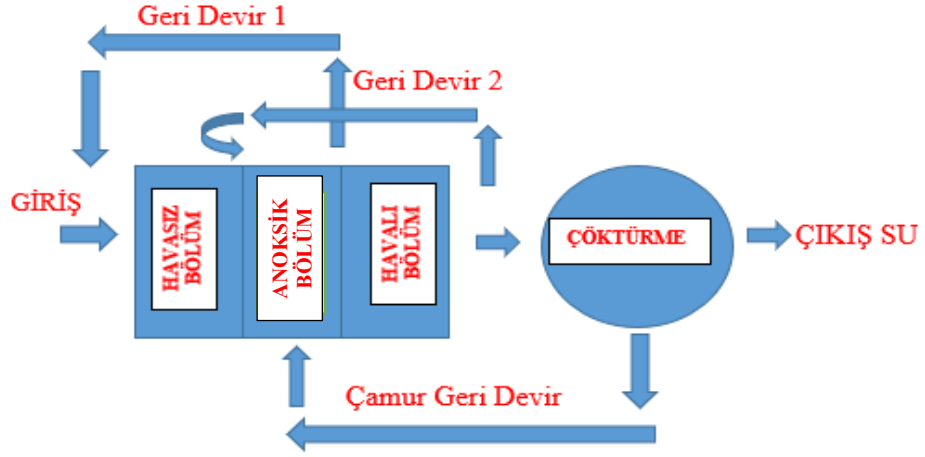 Geri Devir 1
Geri Devir 2
GİRİŞ
HAVASIZ
BÖLÜM
ANOKSİK
BÖLÜM
HAVALI
BÖLÜM
ÇÖKTÜRME
ÇIKIŞ SU
Çamur Geri Devir